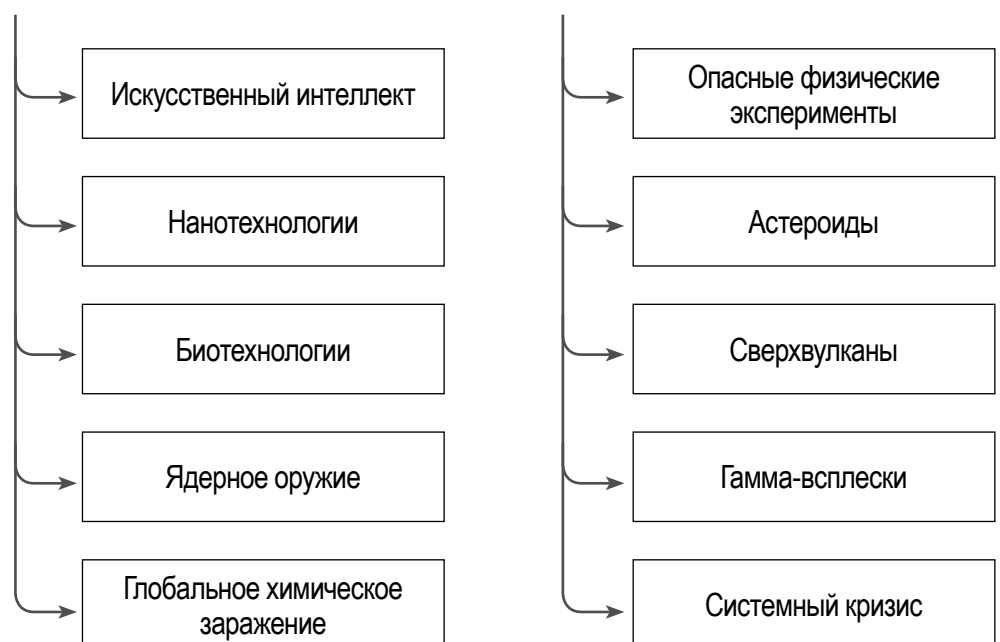 Искусственный интеллект
Нанотехнологии
Биотехнологии
Ядерное оружие
Глобальное химическое
заражение
Опасные физические
эксперименты
Астероиды
Сверхвулканы
Гамма-всплески
Системный кризис